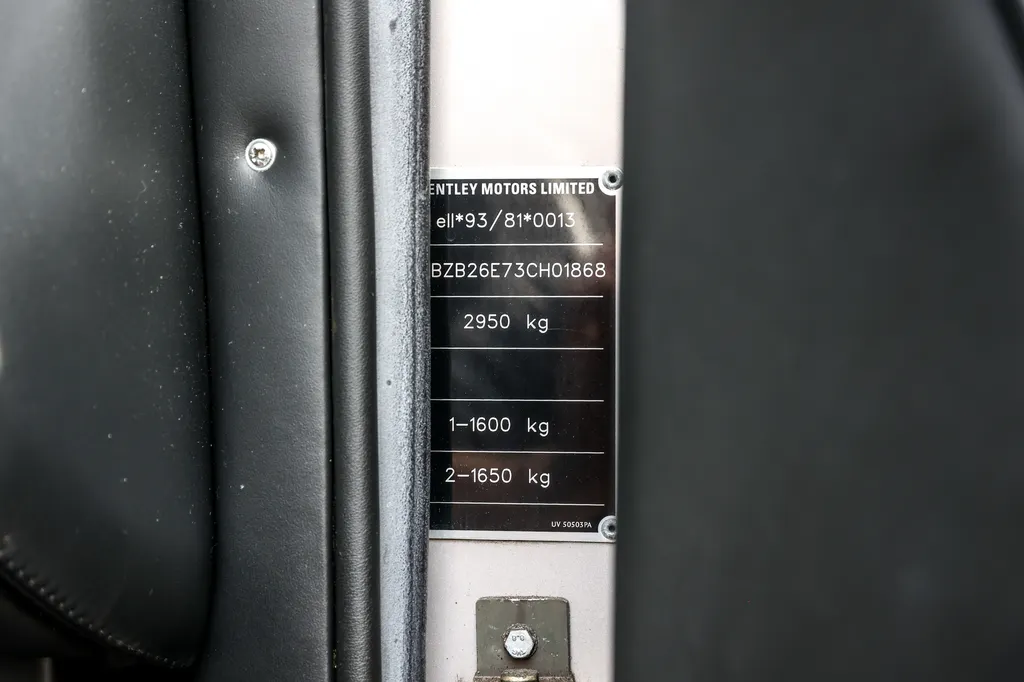 ENTLEY MOTORS LIMITED
e11*93/81*0013
BZB26E73CH01868
2950 kg
1-1600 kg
2-1650 kg
UV 50503PA